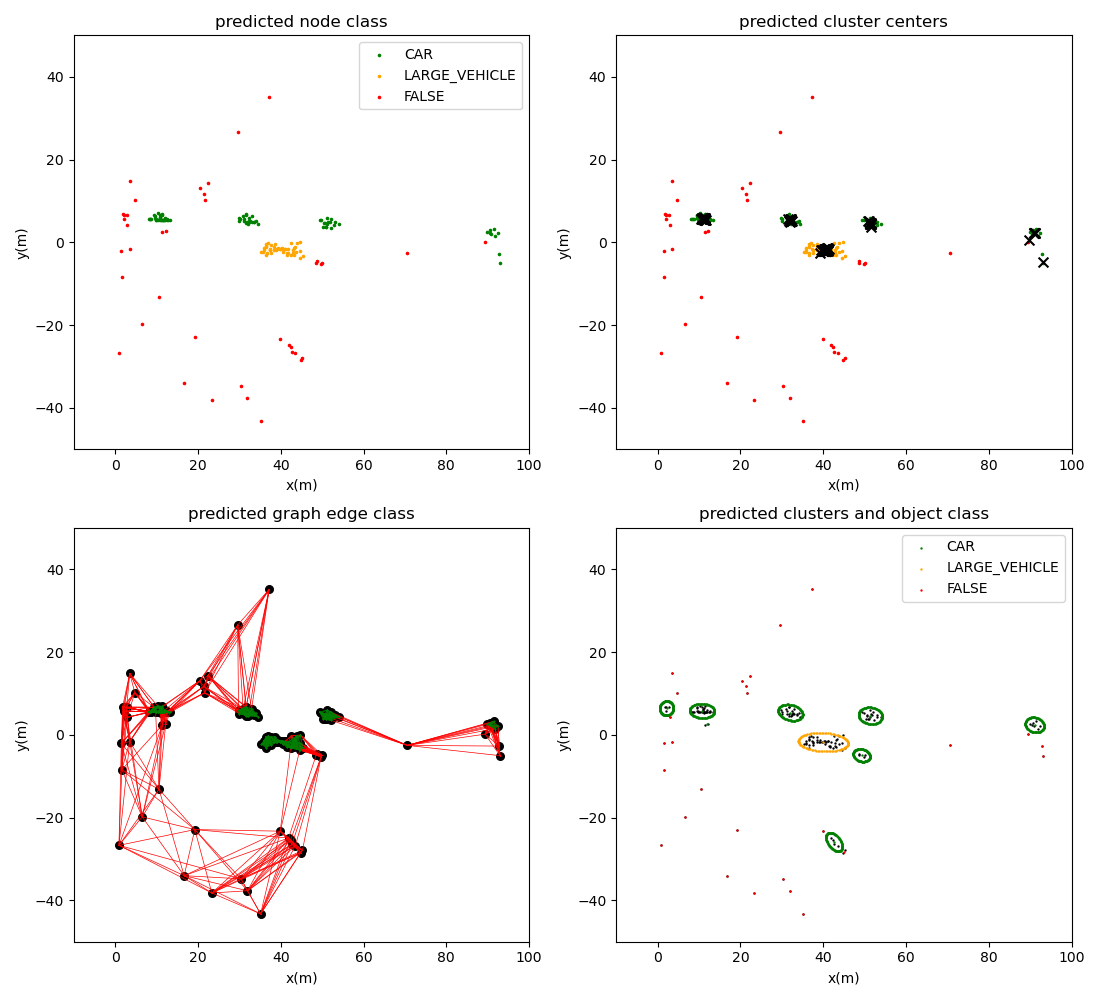 predicted node class
CAR
LARGE_VEHICLE
FALSE
40
20
0
−20
−40
y(m)
0 20 40 60 80 100
x(m)
predicted cluster centers
40
20
0
−20
−40
y(m)
0 20 40 60 80 100
x(m)
predicted graph edge class
40
20
0
−20
−40
y(m)
0 20 40 60 80 100
x(m)
predicted clusters and object class
CAR
LARGE_VEHICLE
FALSE
40
20
0
−20
−40
y(m)
0 20 40 60 80 100
x(m)